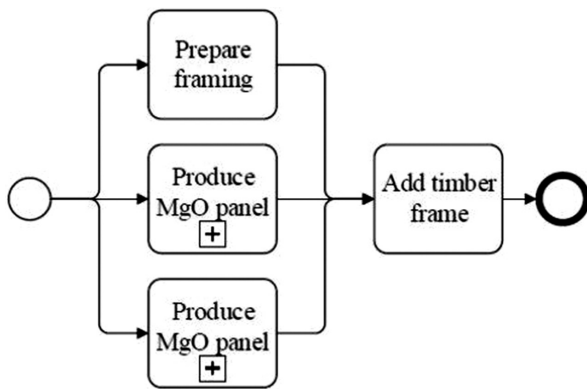 Prepare
framing
Produce
MgO panel
Add timber
frame
Produce
MgO panel